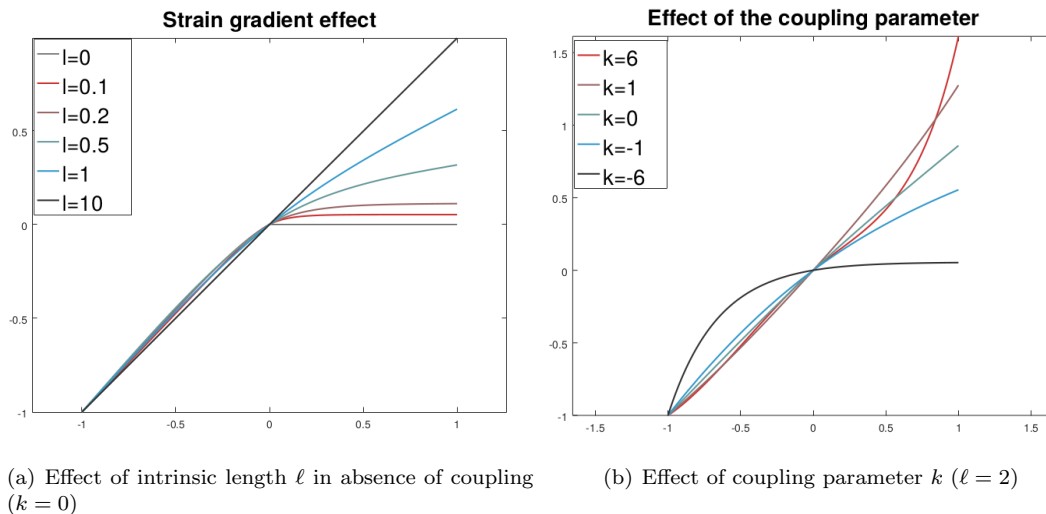 Strain gradient effect
l=0
l=0.1
l=0.2
l=0.5
l=1
l=10
0.5
0
-0.5
-1
-1 -0.5 0 0.5 1
Effect of the coupling parameter
k=6
k=1
k=0
k=-1
k=-6
1.5
1
0.5
0
-0.5
-1
-1.5 -1 -0.5 0 0.5 1 1.5
(a) Effect of intrinsic length ℓ in absence of coupling
(k = 0)
(b) Effect of coupling parameter k (ℓ = 2)